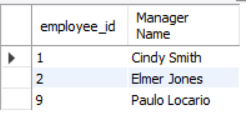 employee_id Manager
Name
1 Cindy Smith
2 Elmer Jones
9 Paulo Locario